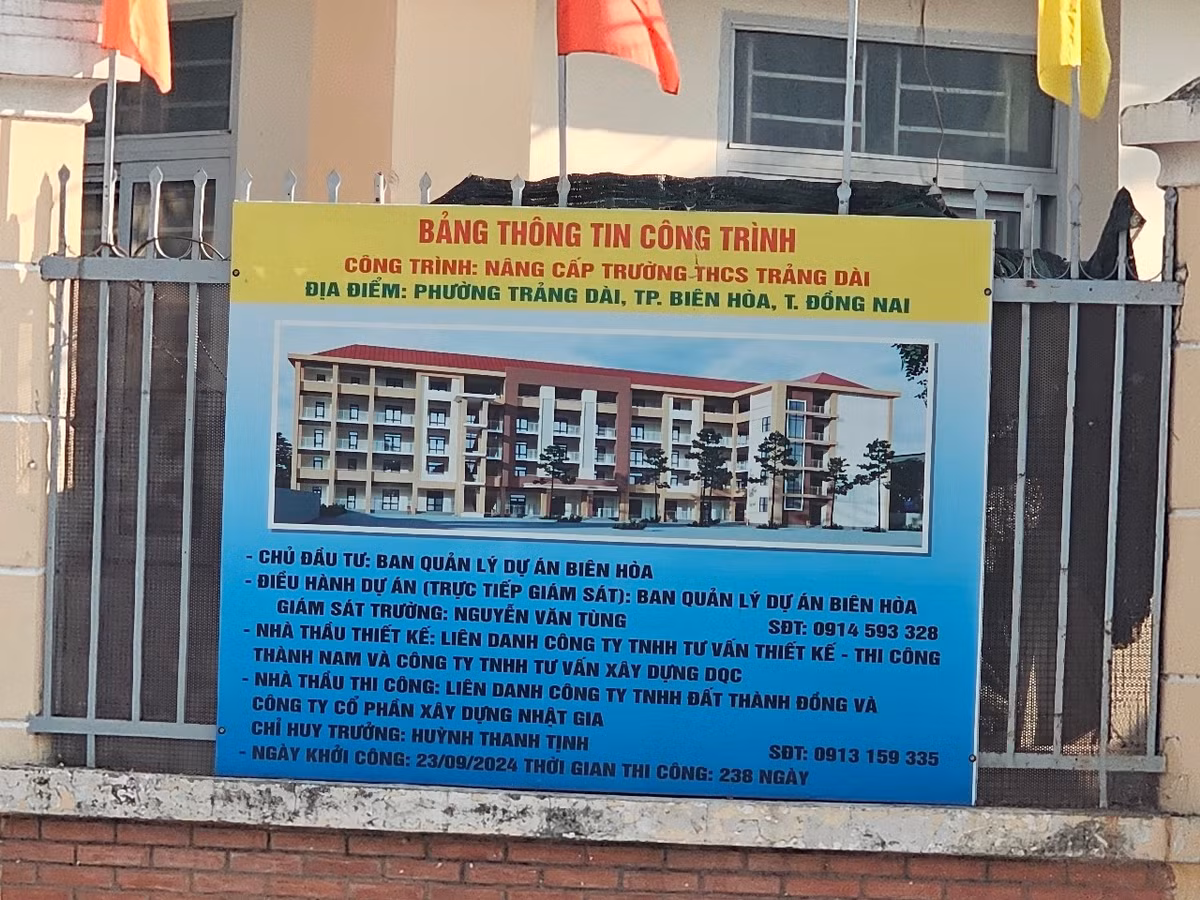 BẢNG THÔNG TIN CÔNG TRÌNH
CÔNG TRÌNH: NÂNG CẤP TRƯỜNG THCS TRẢNG DÀI
ĐỊA ĐIỂM: PHƯỜNG TRẢNG DÀI, TP. BIÊN HÒA, T. ĐỒNG NAI
- CHỦ ĐẦU TƯ: BAN QUẢN LÝ DỰ ÁN BIÊN HÒA
- ĐIỀU HÀNH DỰ ÁN (TRỰC TIẾP GIÁM SÁT): BAN QUẢN LÝ DỰ ÁN BIÊN HÒA
GIÁM SÁT TRƯỞNG: NGUYỄN VĂN TÙNG SĐT: 0914 593 328
- NHÀ THẦU THIẾT KẾ: LIÊN DANH CÔNG TY TNHH TƯ VẤN THIẾT KẾ - THI CÔNG
THÀNH NAM VÀ CÔNG TY TNHH TƯ VẤN XÂY DỰNG DQC
- NHÀ THẦU THI CÔNG: LIÊN DANH CÔNG TY TNHH ĐẤT THÀNH ĐỒNG VÀ
CÔNG TY CỔ PHẦN XÂY DỰNG NHẬT GIA
CHỈ HUY TRƯỞNG: HUỲNH THANH TỊNH SĐT: 0913 159 335
- NGÀY KHỞI CÔNG: 23/09/2024 THỜI GIAN THI CÔNG: 238 NGÀY